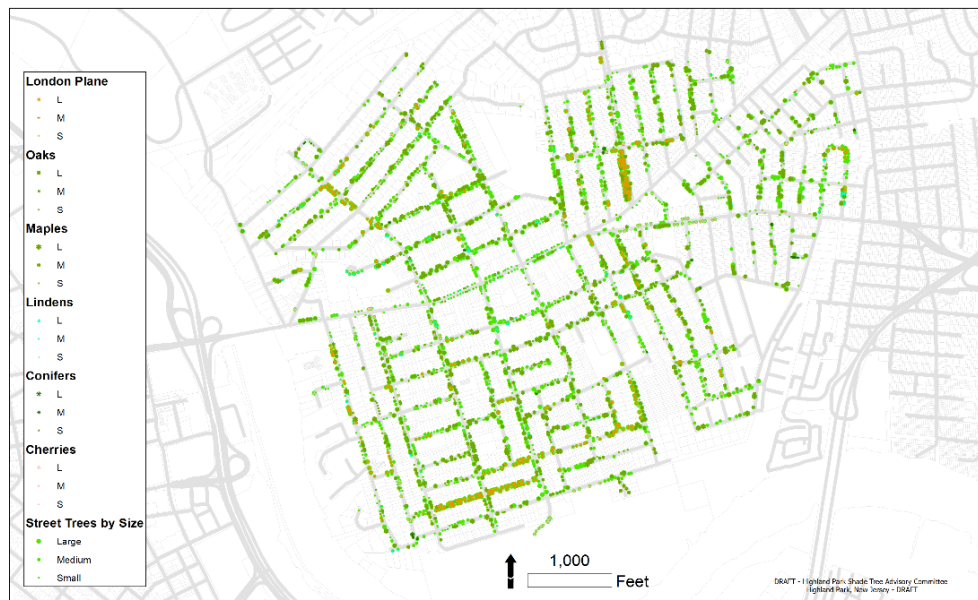 London Plane
L
M
S
Oaks
L
M
S
Maples
L
M
S
Lindens
L
M
S
Conifers
L
M
S
Cherries
L
M
S
Street Trees by Size
Large
Medium
Small
1,000
Feet
DRAFT - Highland Park Shade Tree Advisory Committee
Highland Park, New Jersey - DRAFT